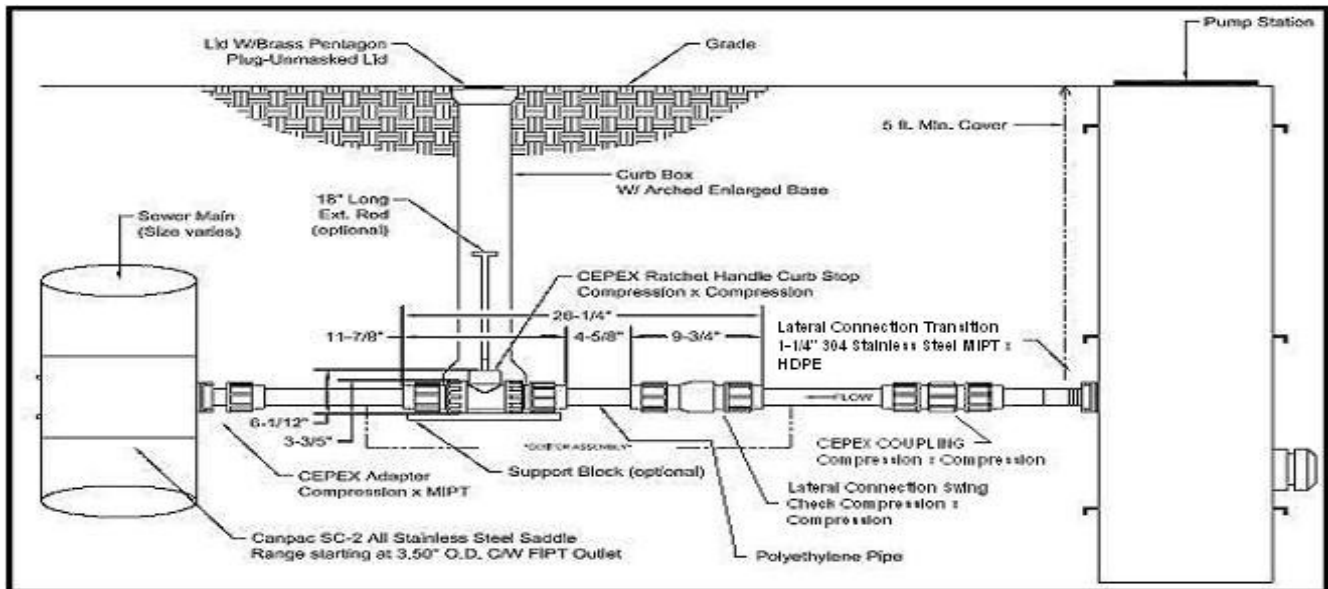 Pump Station
Lid W/Brass Pentagon
Plug-Unmasked Lid
Grade
5 ft. Min. Cover
Curb Box
W/ Arched Enlarged Base
18" Long
Ext. Rod
(optional)
Sewer Main
(Size varies)
CEPEX Ratchet Handle Curb Stop
Compression x Compression
26-1/4"
11-7/8"
4-5/8"
9-3/4"
Lateral Connection Transition
1-1/4" 304 Stainless Steel MIPT x
HDPE
FLOW
6-1/12"
3-3/5"
ASSEMBLY
CEPEX COUPLING
Compression x Compression
Support Block (optional)
CEPEX Adapter
Compression x MIPT
Lateral Connection Swing
Check Compression x
Compression
Canpac SC-2 All Stainless Steel Saddle
Range starting at 3.50" O.D. C/W FIPT Outlet
Polyethylene Pipe